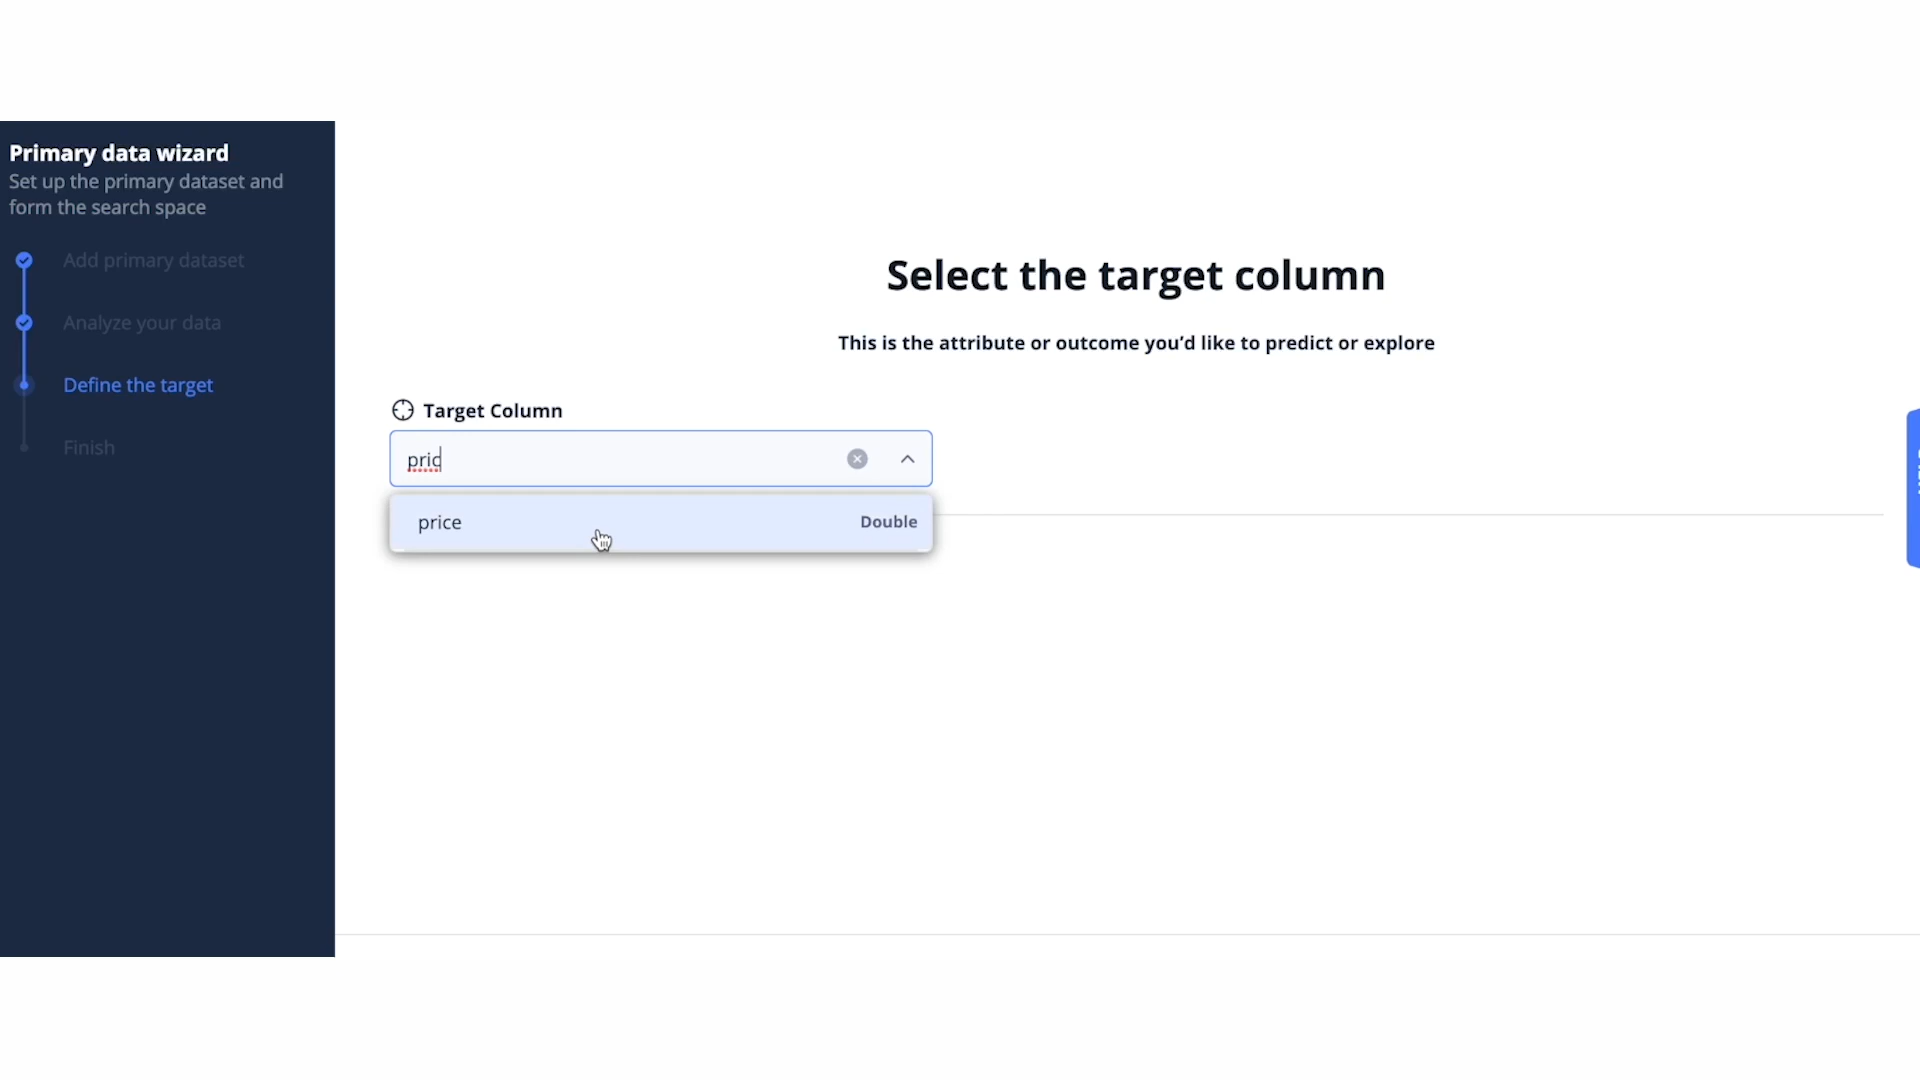 Primary data wizard
Set up the primary dataset and
form the search space
Add primary dataset
Analyze your data
Define the target
Finish
Select the target column
This is the attribute or outcome you’d like to predict or explore
Target Column
pric
price Double